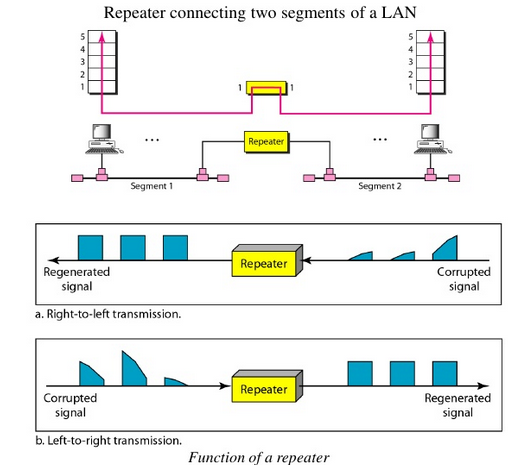 Repeater connecting two segments of a LAN
5
4
3
2
1
1
1
5
4
3
2
1
...
Repeater
...
Segment 1
Segment 2
Regenerated
signal
Repeater
Corrupted
signal
a. Right-to-left transmission.
Corrupted
signal
Repeater
Regenerated
signal
b. Left-to-right transmission.
Function of a repeater